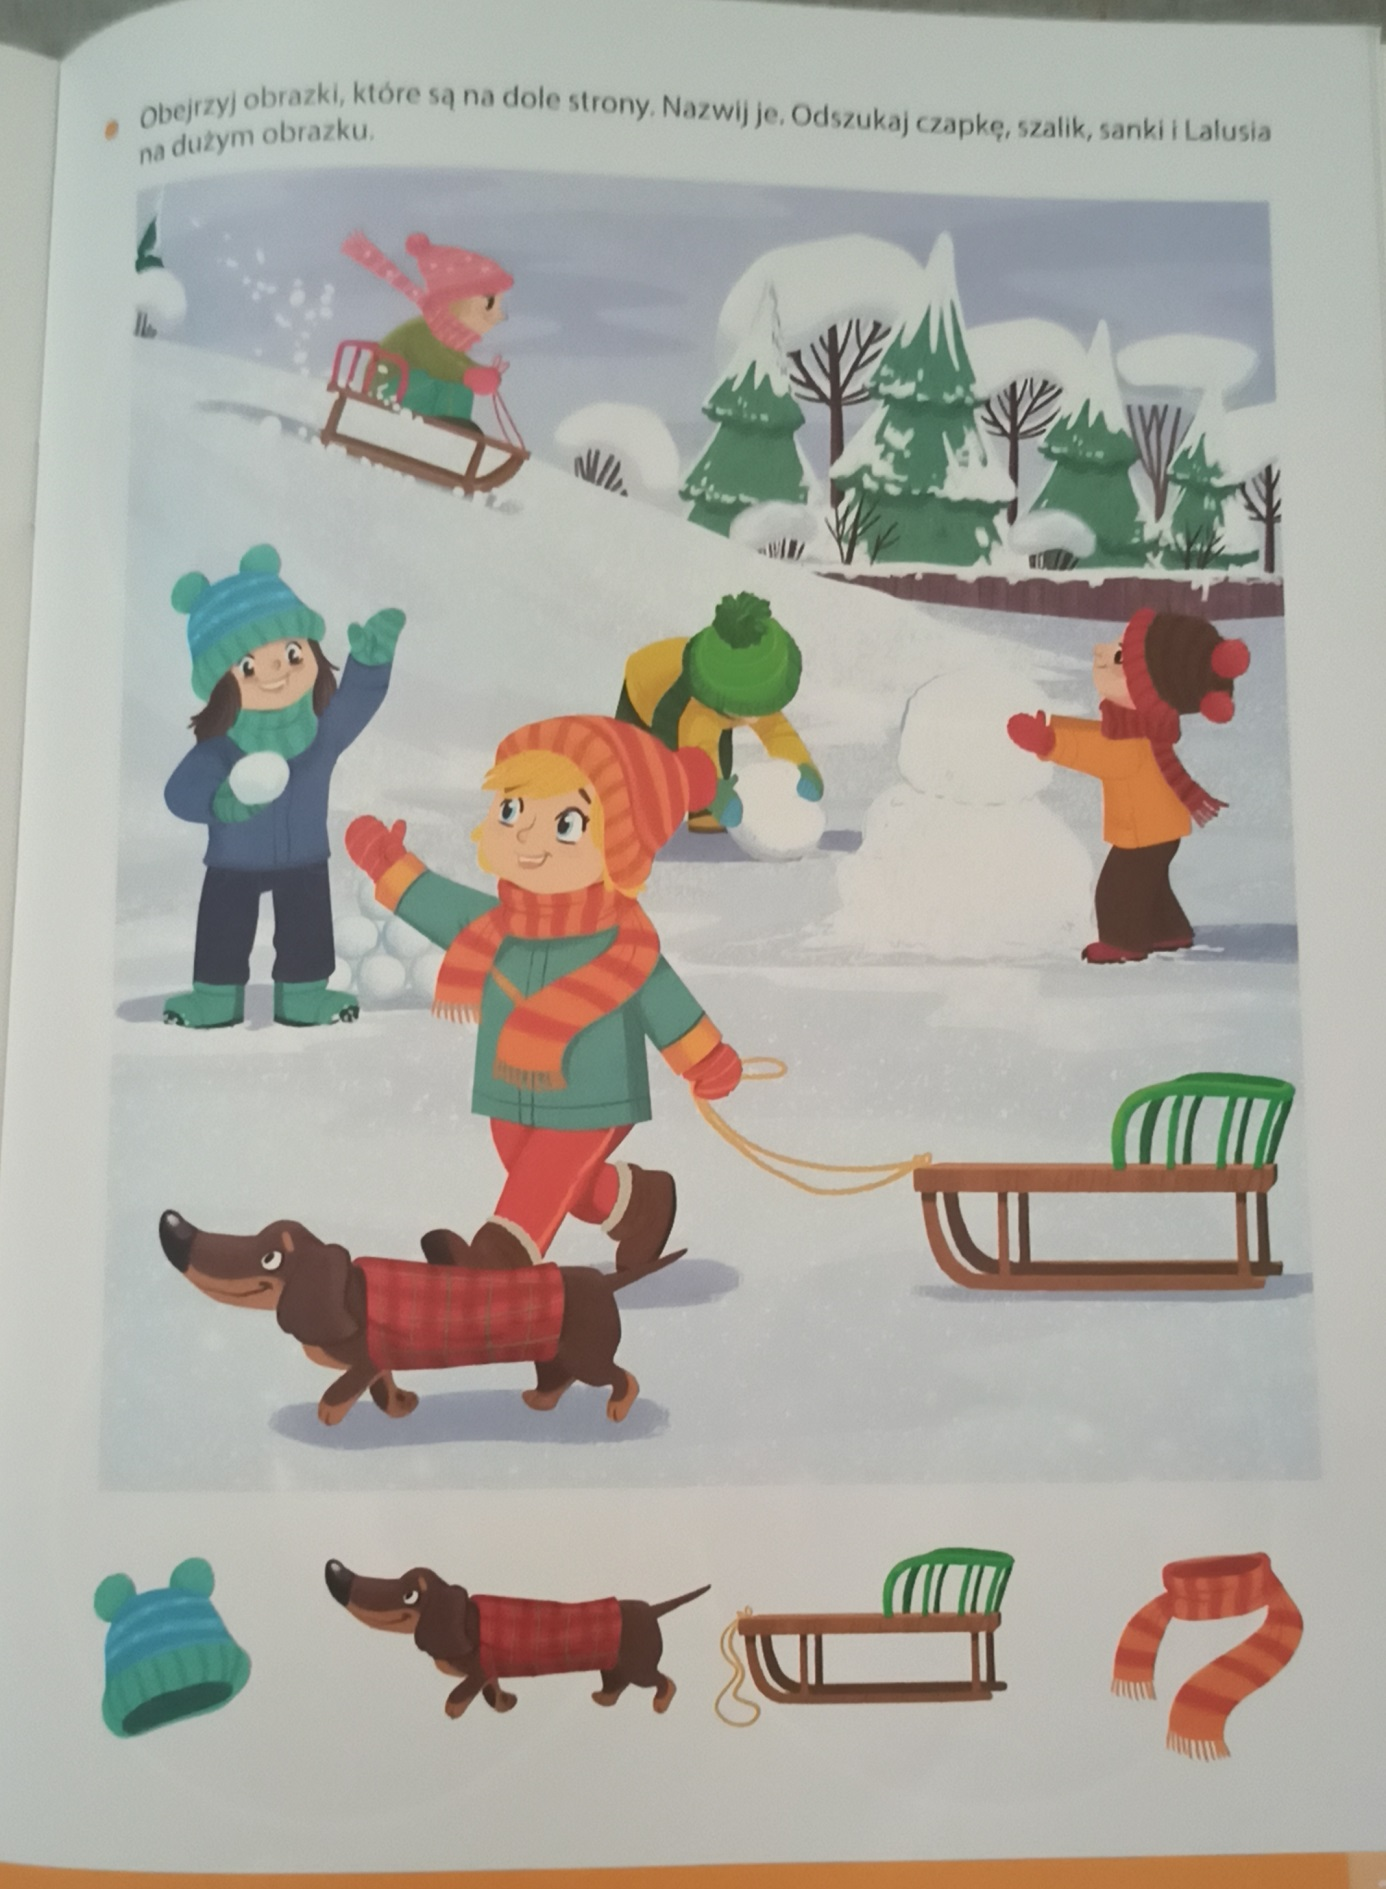 Obejrzyj obrazki, które są na dole strony. Nazwij je. Odszukaj czapkę, szalik, sanki i Lalusia
na dużym obrazku.